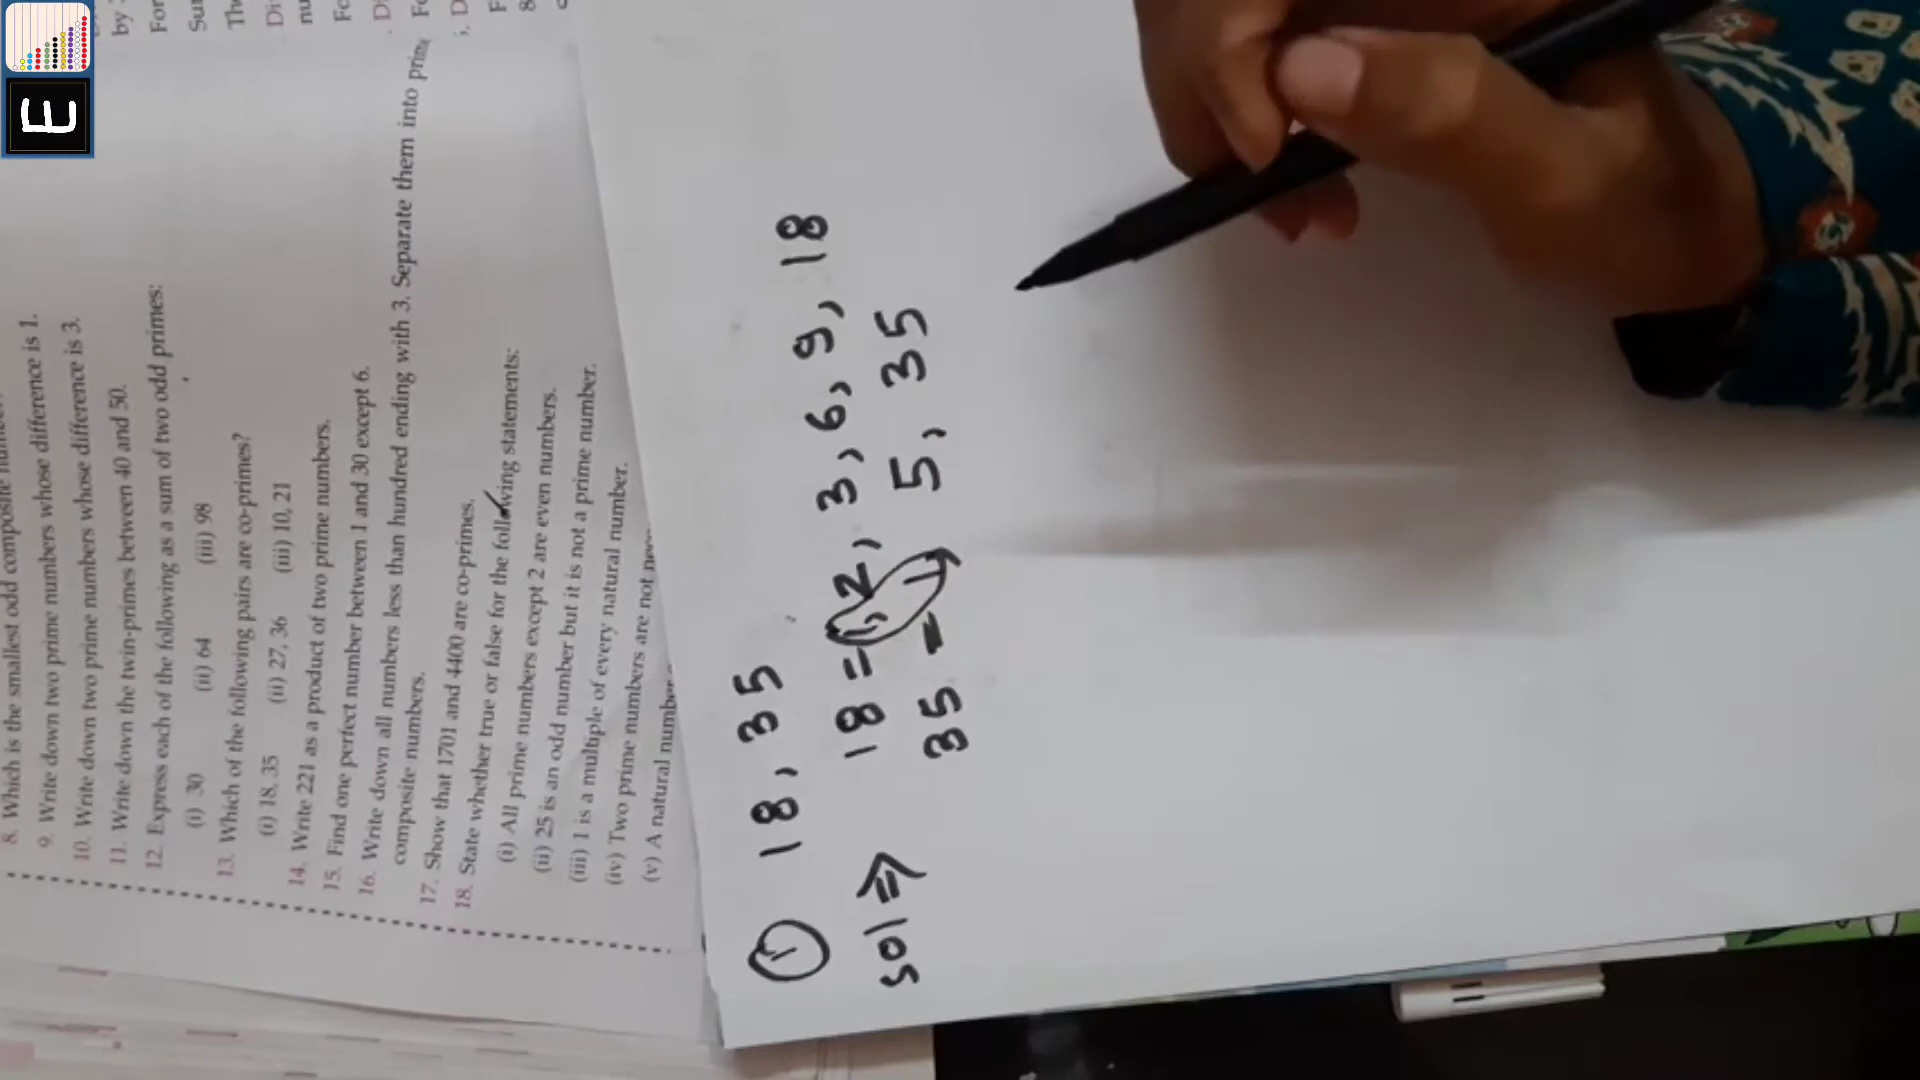 8. Which is the smallest odd composite
9. Write down two prime numbers whose difference is 1.
10. Write down two prime numbers whose difference is 3.
11. Write down the twin-primes between 40 and 50.
12. Express each of the following as a sum of two odd primes:
(i) 30 (ii) 64 (iii) 98
13. Which of the following pairs are co-primes?
(i) 18, 35 (ii) 27, 36 (iii) 10, 21
14. Write 221 as a product of two prime numbers.
15. Find one perfect number between 1 and 30 except 6.
16. Write down all numbers less than hundred ending with 3. Separate them into prime
composite numbers.
17. Show that 1701 and 4400 are co-primes.
18. State whether true or false for the following statements:
(i) All prime numbers except 2 are even numbers.
(ii) 25 is an odd number but it is not a prime number.
(iii) 1 is a multiple of every natural number.
(iv) Two prime numbers are not
(v) A natural number
by
For
E
① 18, 35
sol ⇒ 18 = 1, 2, 3, 6, 9, 18
35 = 1, 5, 35